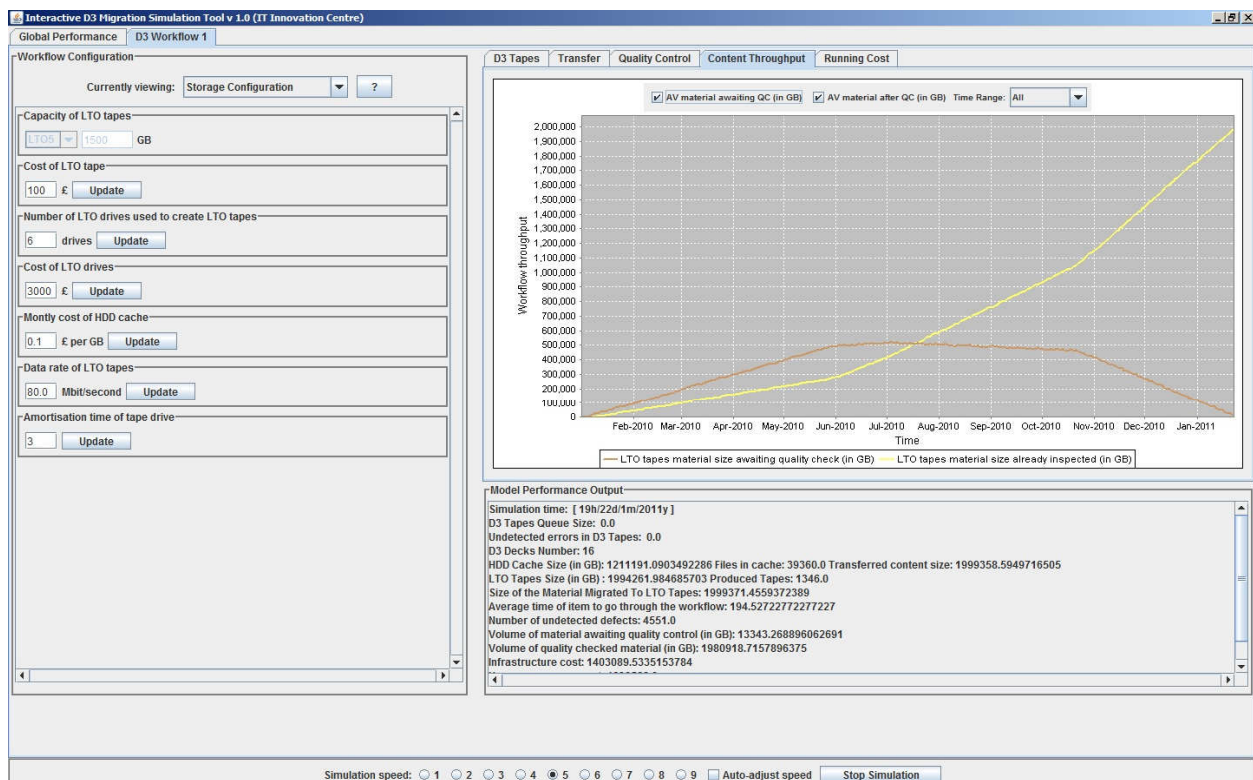 Interactive D3 Migration Simulation Tool v 1.0 (IT Innovation Centre)
Global Performance D3 Workflow 1
Workflow Configuration
Currently viewing: Storage Configuration ?
Capacity of LTO tapes
LTO5 1500 GB
Cost of LTO tape
100 £ Update
Number of LTO drives used to create LTO tapes
6 drives Update
Cost of LTO drives
3000 £ Update
Montly cost of HDD cache
0.1 £ per GB Update
Data rate of LTO tapes
80.0 Mbit/second Update
Amortisation time of tape drive
3 Update
D3 Tapes Transfer Quality Control Content Throughput Running Cost
AV material awaiting QC (in GB) AV material after QC (in GB) Time Range: All
2,000,000
1,900,000
1,800,000
1,700,000
1,600,000
1,500,000
1,400,000
1,300,000
1,200,000
1,100,000
1,000,000
900,000
800,000
700,000
600,000
500,000
400,000
300,000
200,000
100,000
0
Workflow throughput
Feb-2010 Mar-2010 Apr-2010 May-2010 Jun-2010 Jul-2010 Aug-2010 Sep-2010 Oct-2010 Nov-2010 Dec-2010 Jan-2011
Time
LTO tapes material size awaiting quality check (in GB) LTO tapes material size already inspected (in GB)
Model Performance Output
Simulation time: [ 19h/22d/1m/2011y ]
D3 Tapes Queue Size: 0.0
Undetected errors in D3 Tapes: 0.0
D3 Decks Number: 16
HDD Cache Size (in GB): 1211191.0903492286 Files in cache: 39360.0 Transferred content size: 1999358.5949716505
LTO Tapes Size (in GB) : 1994261.984685703 Produced Tapes: 1346.0
Size of the Material Migrated To LTO Tapes: 1999371.4559372389
Average time of item to go through the workflow: 194.52722772277227
Number of undetected defects: 4551.0
Volume of material awaiting quality control (in GB): 13343.268896062691
Volume of quality checked material (in GB): 1980918.7157896375
Infrastructure cost: 1403089.5335153784
Simulation speed: 1 2 3 4 5 6 7 8 9 Auto-adjust speed Stop Simulation